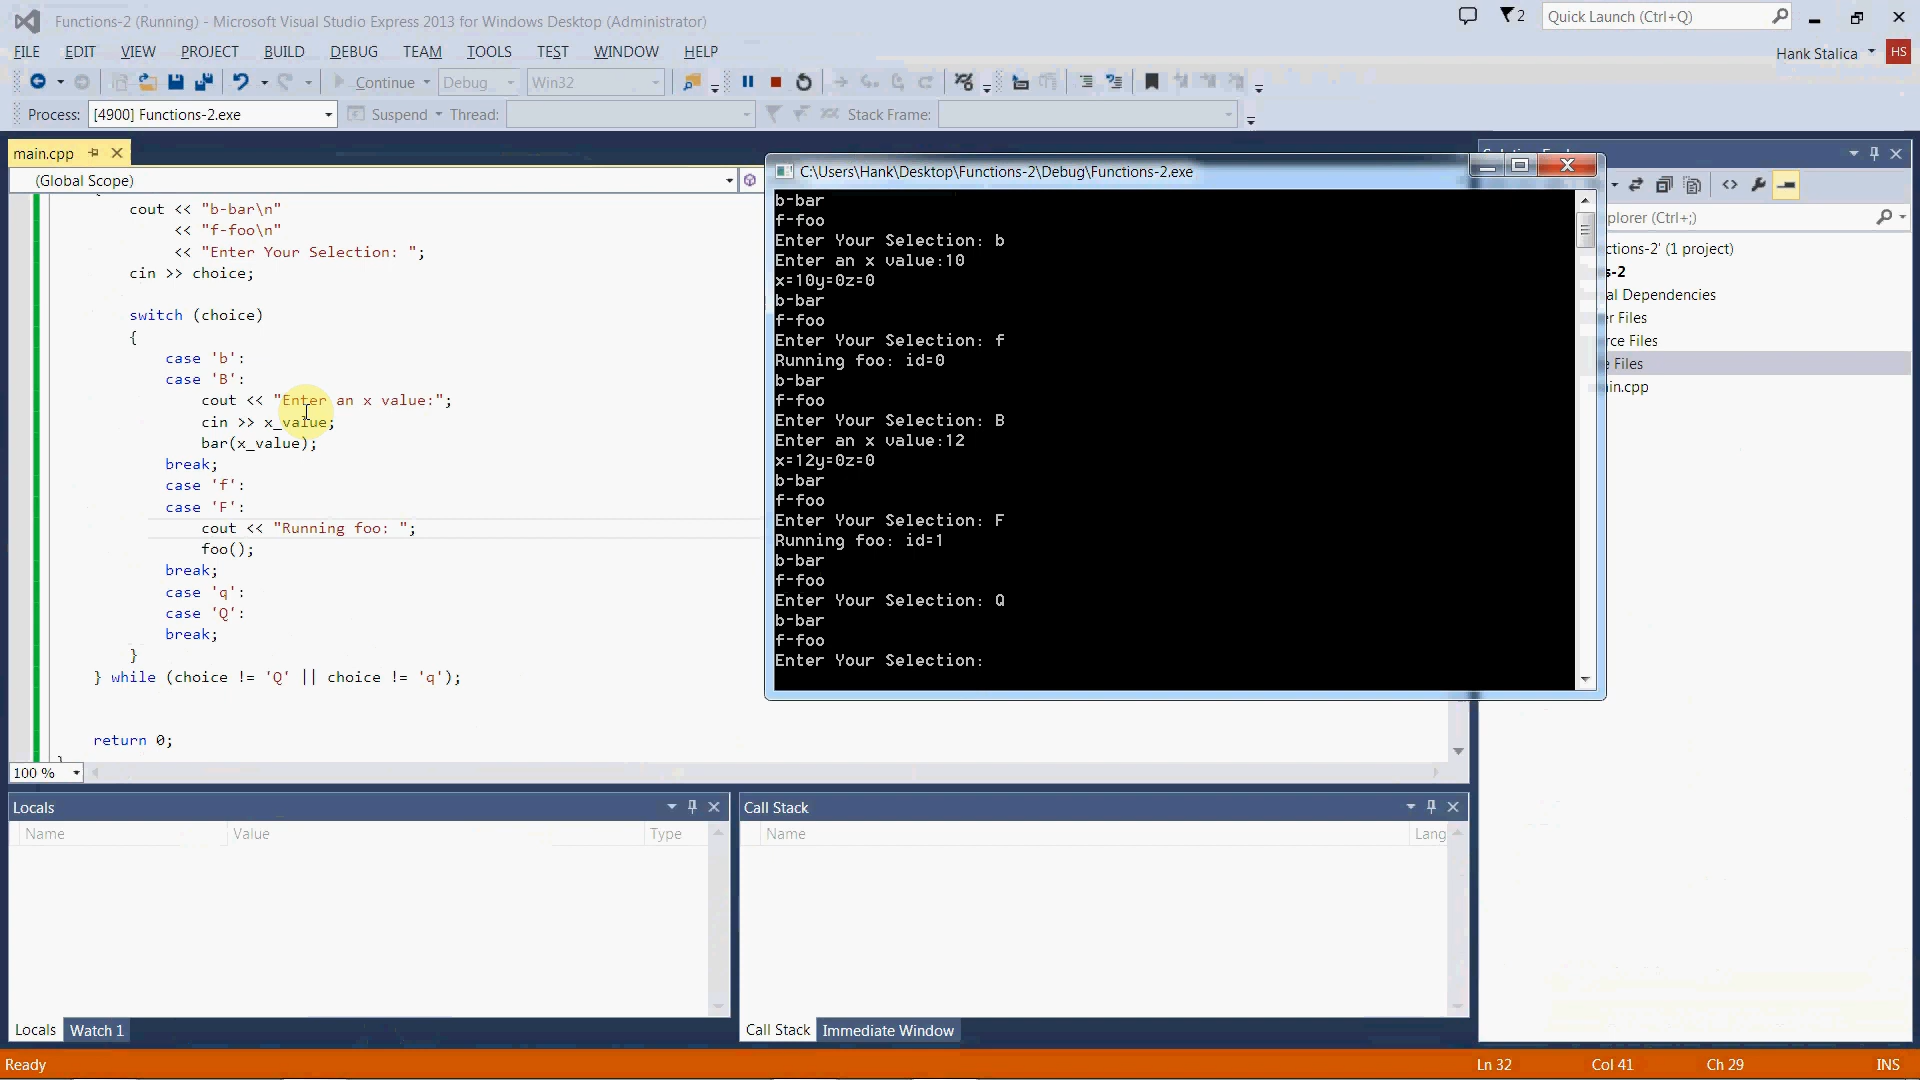 Functions-2 (Running) - Microsoft Visual Studio Express 2013 for Windows Desktop (Administrator)
2
Quick Launch (Ctrl+Q)
FILE EDIT VIEW PROJECT BUILD DEBUG TEAM TOOLS TEST WINDOW HELP
Hank Stalica HS
Continue Debug Win32
Process: [4900] Functions-2.exe Suspend Thread: Stack Frame:
main.cpp
(Global Scope)
{
cout << "b-bar\n"
<< "f-foo\n"
<< "Enter Your Selection: ";
cin >> choice;
switch (choice)
{
case 'b':
case 'B':
cout << "Enter an x value:";
cin >> x_value;
bar(x_value);
break;
case 'f':
case 'F':
cout << "Running foo: ";
foo();
break;
case 'q':
case 'Q':
break;
}
} while (choice != 'Q' || choice != 'q');
return 0;
100 %
C:\Users\Hank\Desktop\Functions-2\Debug\Functions-2.exe
b-bar
f-foo
Enter Your Selection: b
Enter an x value:10
x=10y=0z=0
b-bar
f-foo
Enter Your Selection: f
Running foo: id=0
b-bar
f-foo
Enter Your Selection: B
Enter an x value:12
x=12y=0z=0
b-bar
f-foo
Enter Your Selection: F
Running foo: id=1
b-bar
f-foo
Enter Your Selection: Q
b-bar
f-foo
Enter Your Selection:
plorer (Ctrl+;)
ctions-2' (1 project)
s-2
al Dependencies
r Files
rce Files
e Files
in.cpp
Locals
Name Value Type
Locals Watch 1
Call Stack
Name Lang
Call Stack Immediate Window
Ready Ln 32 Col 41 Ch 29 INS